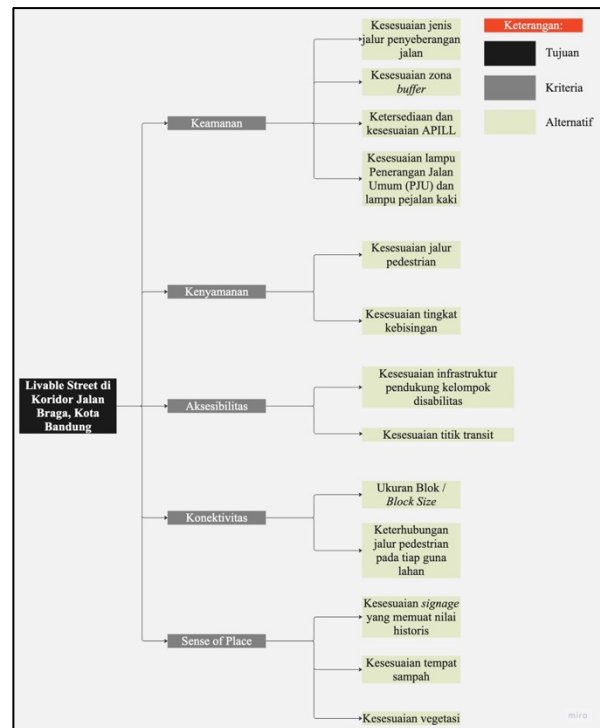 Keterangan:
Tujuan
Kriteria
Alternatif
Livable Street di
Koridor Jalan
Braga, Kota
Bandung
Keamanan
Kesesuaian jenis
jalur penyeberangan
jalan
Kesesuaian zona
buffer
Ketersediaan dan
kesesuaian APILL
Kesesuaian lampu
Penerangan Jalan
Umum (PJU) dan
lampu pejalan kaki
Kenyamanan
Kesesuaian jalur
pedestrian
Kesesuaian tingkat
kebisingan
Aksesibilitas
Kesesuaian infrastruktur
pendukung kelompok
disabilitas
Kesesuaian titik transit
Konektivitas
Ukuran Blok /
Block Size
Keterhubungan
jalur pedestrian
pada tiap guna
lahan
Sense of Place
Kesesuaian signage
yang memuat nilai
historis
Kesesuaian tempat
sampah
Kesesuaian vegetasi
miro